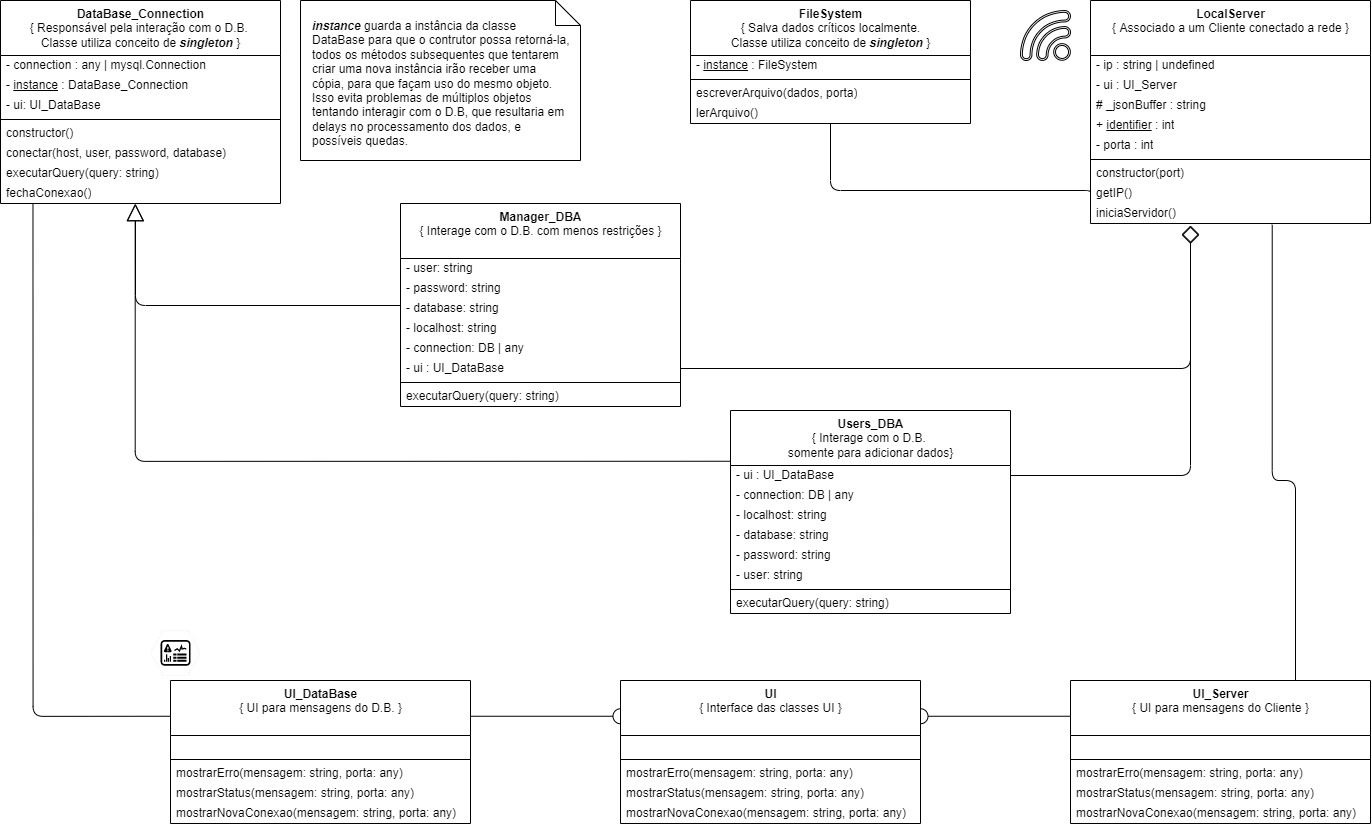 DataBase_Connection
{ Responsável pela interação com o D.B.
Classe utiliza conceito de singleton }
- connection : any | mysql.Connection
- instance : DataBase_Connection
- ui: UI_DataBase
constructor()
conectar(host, user, password, database)
executarQuery(query: string)
fechaConexao()
instance guarda a instância da classe
DataBase para que o contrutor possa retorná-la,
todos os métodos subsequentes que tentarem
criar uma nova instância irão receber uma
cópia, para que façam uso do mesmo objeto.
Isso evita problemas de múltiplos objetos
tentando interagir com o D.B, que resultaria em
delays no processamento dos dados, e
possíveis quedas.
FileSystem
{ Salva dados críticos localmente.
Classe utiliza conceito de singleton }
- instance : FileSystem
escreverArquivo(dados, porta)
lerArquivo()
LocalServer
{ Associado a um Cliente conectado a rede }
- ip : string | undefined
- ui : UI_Server
# _jsonBuffer : string
+ identifier : int
- porta : int
constructor(port)
getIP()
iniciaServidor()
Manager_DBA
{ Interage com o D.B. com menos restrições }
- user: string
- password: string
- database: string
- localhost: string
- connection: DB | any
- ui : UI_DataBase
executarQuery(query: string)
Users_DBA
{ Interage com o D.B.
somente para adicionar dados}
- ui : UI_DataBase
- connection: DB | any
- localhost: string
- database: string
- password: string
- user: string
executarQuery(query: string)
UI_DataBase
{ UI para mensagens do D.B. }
mostrarErro(mensagem: string, porta: any)
mostrarStatus(mensagem: string, porta: any)
mostrarNovaConexao(mensagem: string, porta: any)
UI
{ Interface das classes UI }
mostrarErro(mensagem: string, porta: any)
mostrarStatus(mensagem: string, porta: any)
mostrarNovaConexao(mensagem: string, porta: any)
UI_Server
{ UI para mensagens do Cliente }
mostrarErro(mensagem: string, porta: any)
mostrarStatus(mensagem: string, porta: any)
mostrarNovaConexao(mensagem: string, porta: any)